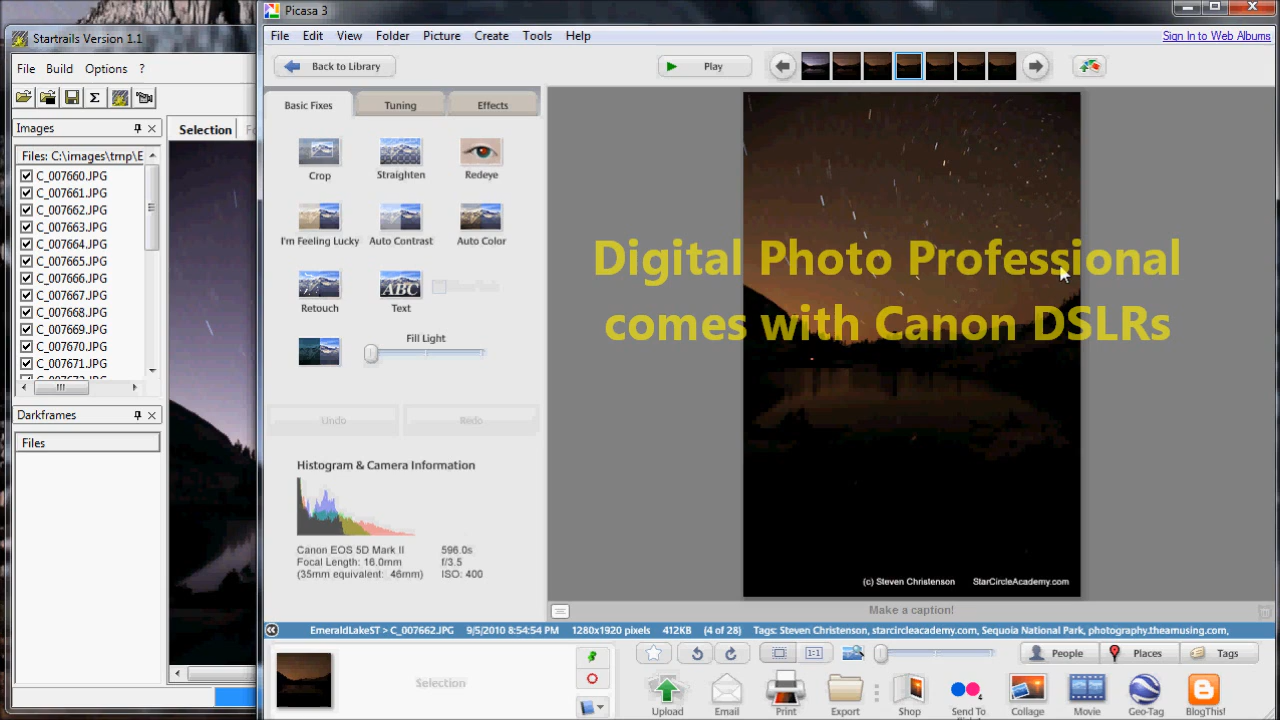 Startrails Version 1.1
File Build Options ?
Images
Selection
Files: C:\images\tmp\E
C_007660.JPG
C_007661.JPG
C_007662.JPG
C_007663.JPG
C_007664.JPG
C_007665.JPG
C_007666.JPG
C_007667.JPG
C_007668.JPG
C_007669.JPG
C_007670.JPG
C_007671.JPG
Darkframes
Files
Picasa 3
File Edit View Folder Picture Create Tools Help
Sign In to Web Albums
Back to Library
Play
Basic Fixes Tuning Effects
Crop Straighten Redeye
I'm Feeling Lucky Auto Contrast Auto Color
ABC
Retouch Text
Fill Light
Undo Redo
Histogram & Camera Information
Canon EOS 5D Mark II 596.0s
Focal Length: 16.0mm f/3.5
(35mm equivalent: 46mm) ISO: 400
Digital Photo Professional
comes with Canon DSLRs
(c) Steven Christenson StarCircleAcademy.com
Make a caption!
EmeraldLakeST > C_007662.JPG 9/5/2010 8:54:54 PM 1280x1920 pixels 412KB (4 of 28) Tags: Steven Christenson, starcircleacademy.com, Sequoia National Park, photography.theamusing.com,
Selection
1:1
People Places Tags
Upload Email Print Export Shop Send To Collage Movie Geo-Tag BlogThis!